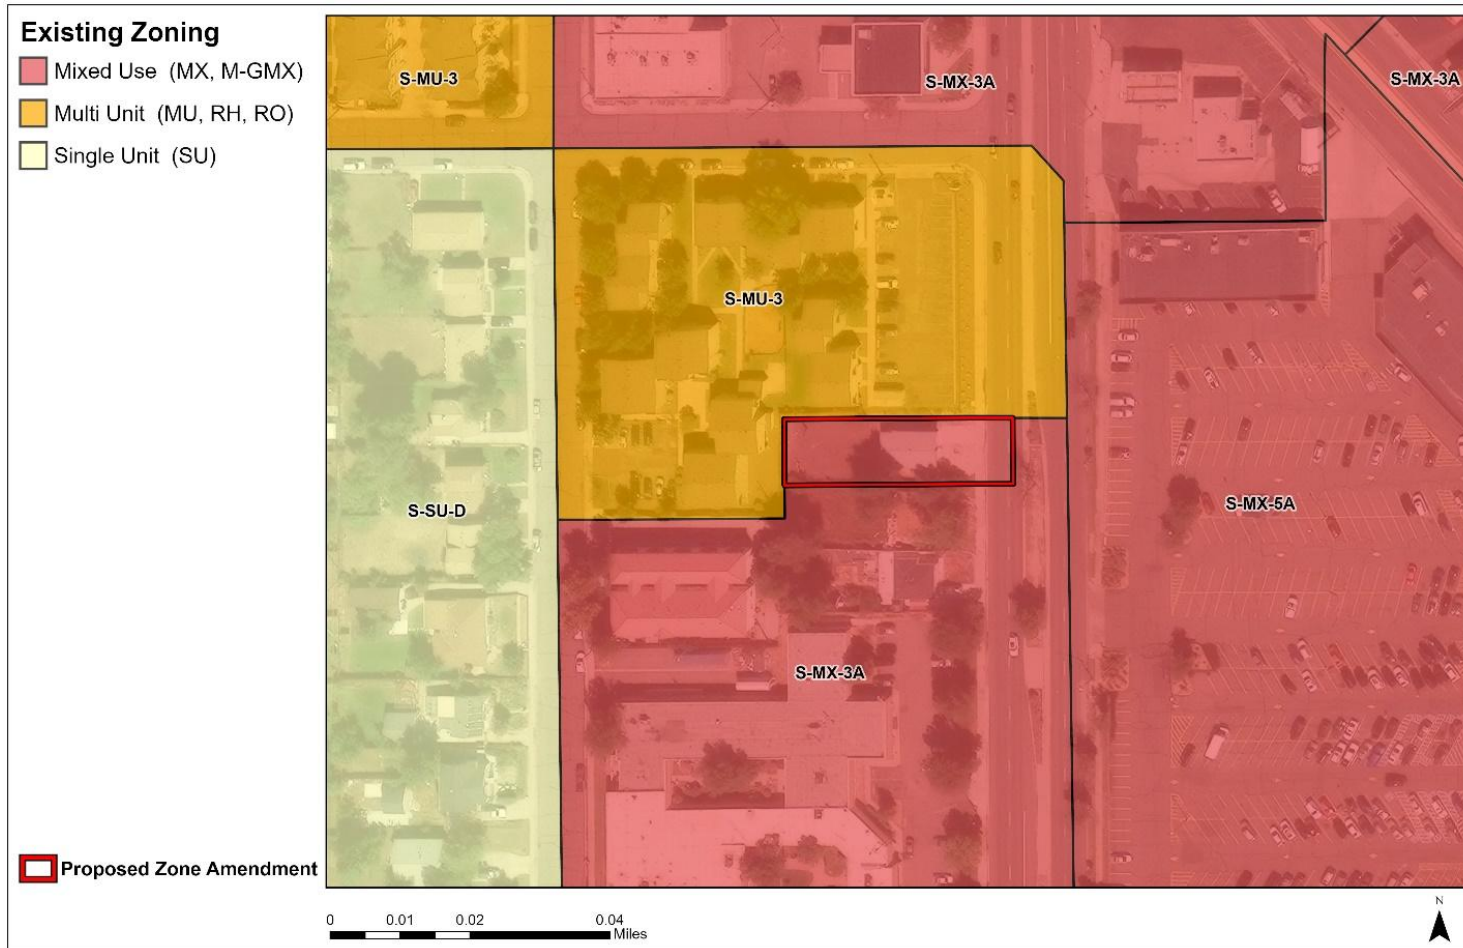 Existing Zoning
Mixed Use (MX, M-GMX)
Multi Unit (MU, RH, RO)
Single Unit (SU)
Proposed Zone Amendment
S-MU-3
S-MX-3A
S-MX-3A
S-MU-3
S-SU-D
S-MX-5A
S-MX-3A
0 0.01 0.02 0.04
Miles
N